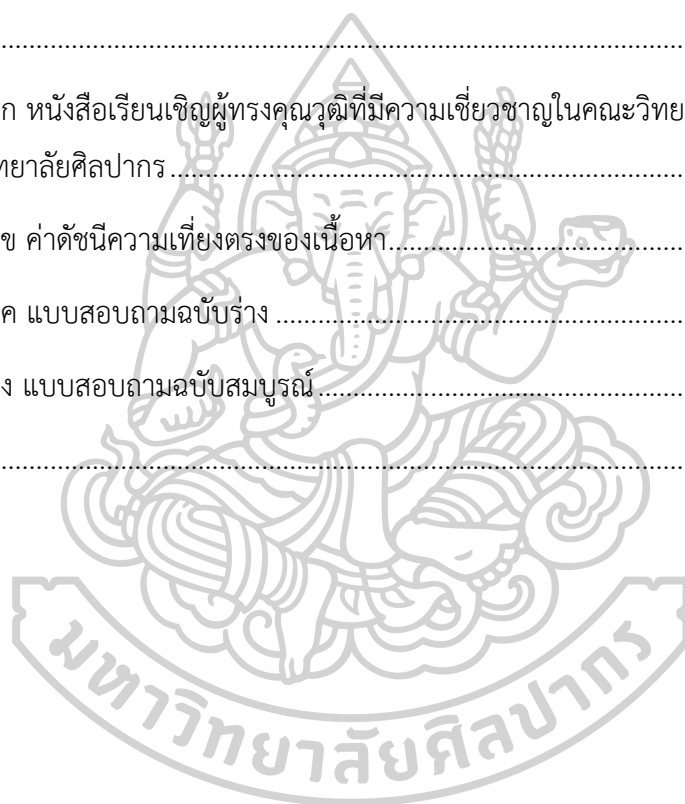 ................................................................................................
ก หนังสือเรียนเชิญผู้ทรงคุณวุฒิที่มีความเชี่ยวชาญในคณะวิทย
ทยาลัยศิลปากร................................................................................
ข ค่าดัชนีความเที่ยงตรงของเนื้อหา...............................................
ค แบบสอบถามฉบับร่าง................................................................
ง แบบสอบถามฉบับสมบูรณ์..........................................................
................................................................................................
มหาวิทยาลัยศิลปากร